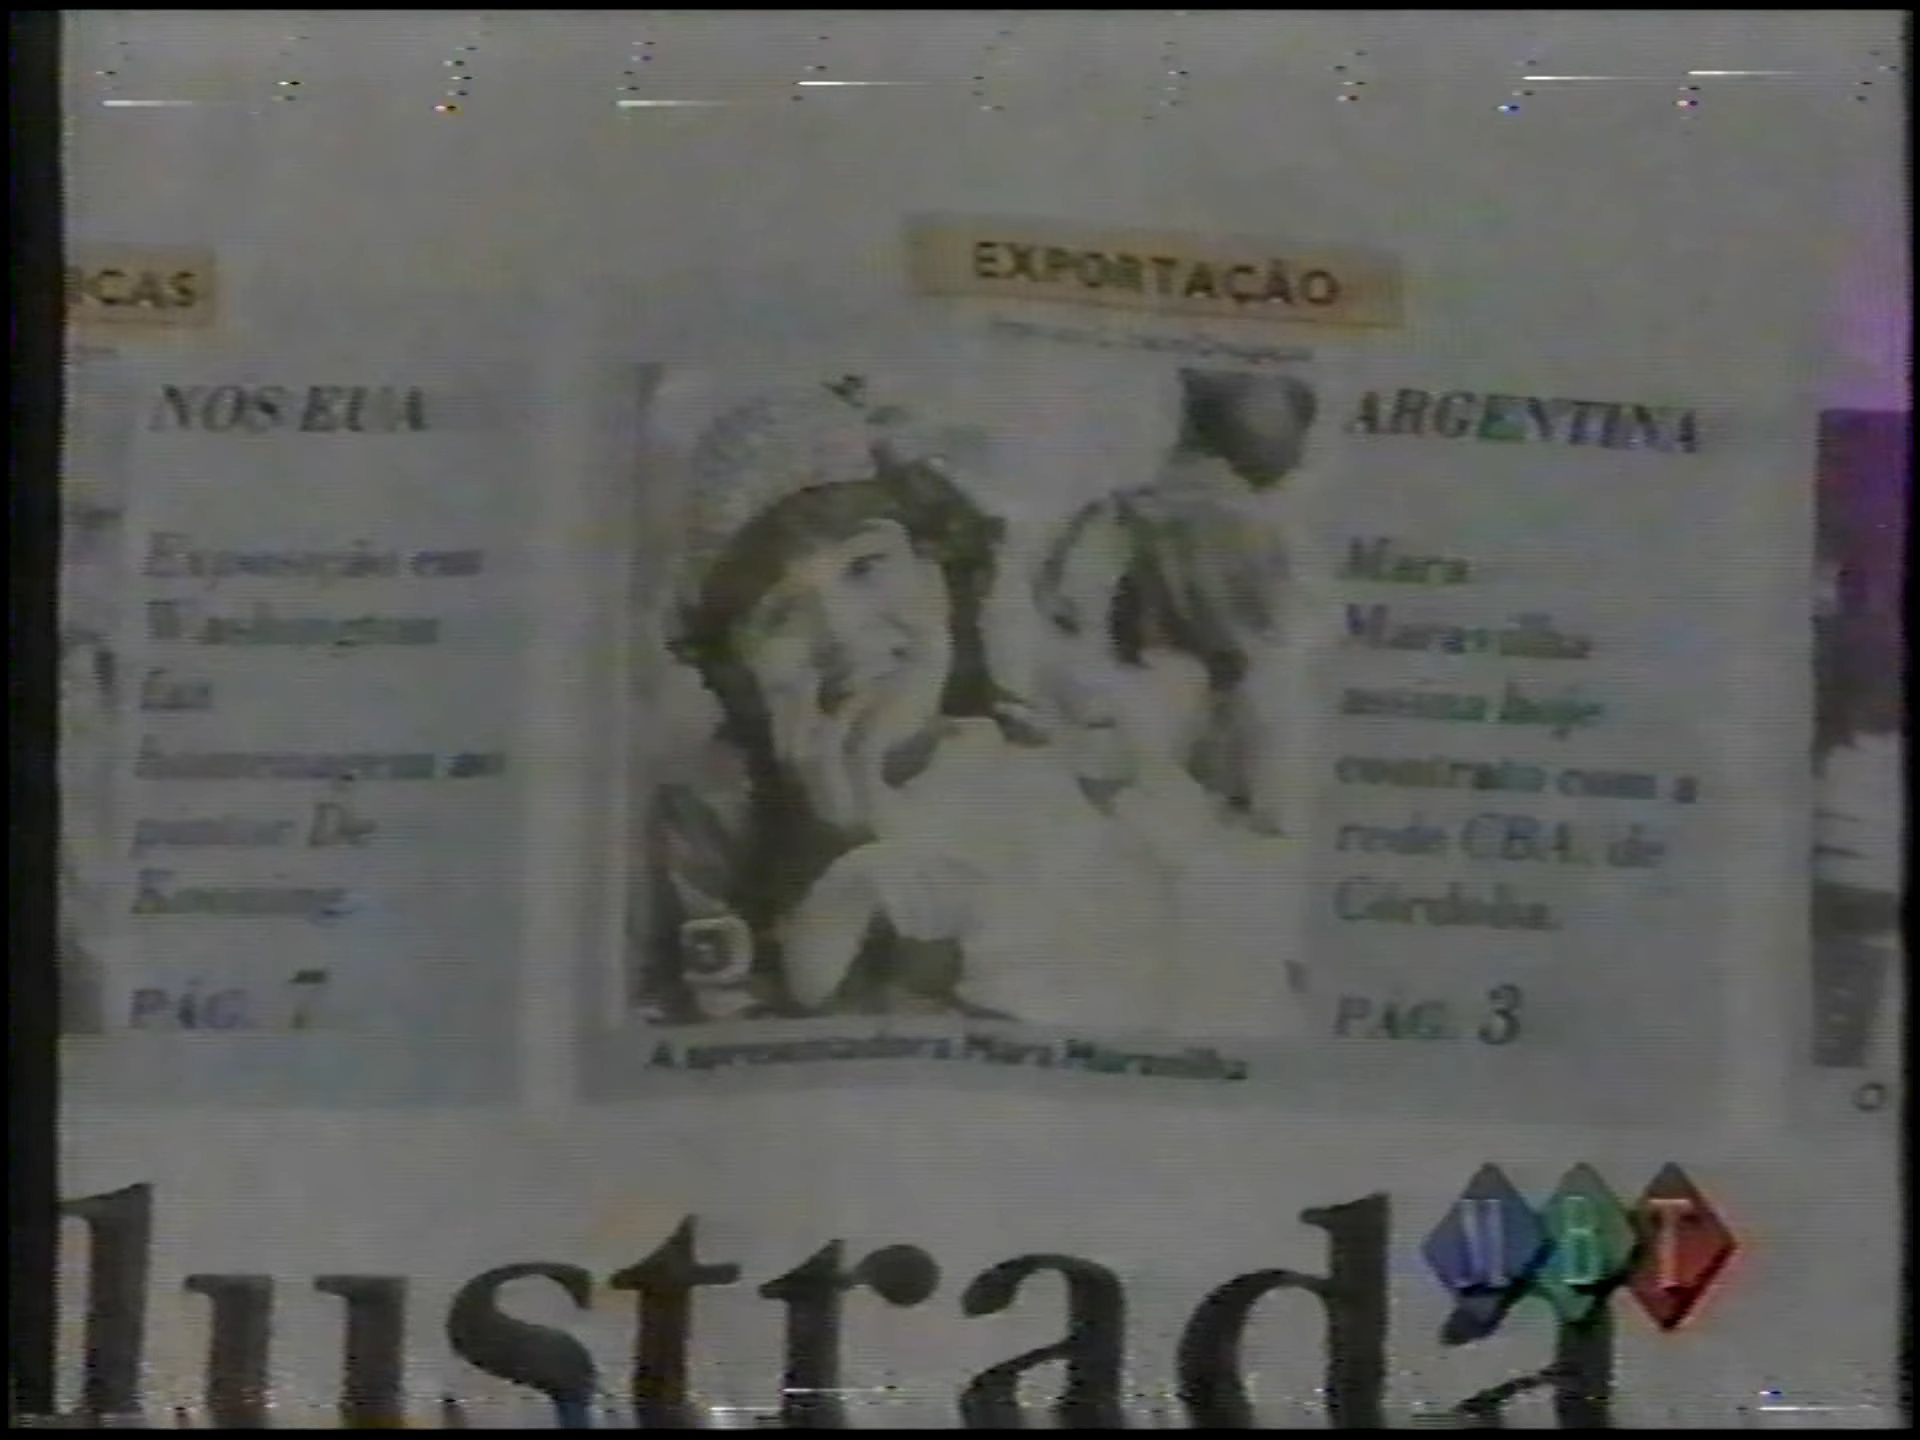 ICAS
NOS EUA
Exposição em
Washington
faz
homenagem ao
pintor De
Kooning
PÁG. 7
EXPORTAÇÃO
A apresentadora Mara Maravilha
ARGENTINA
Mara
Maravilha
assina hoje
contrato com a
rede CBA, de
Córdoba.
PÁG. 3
lustrada